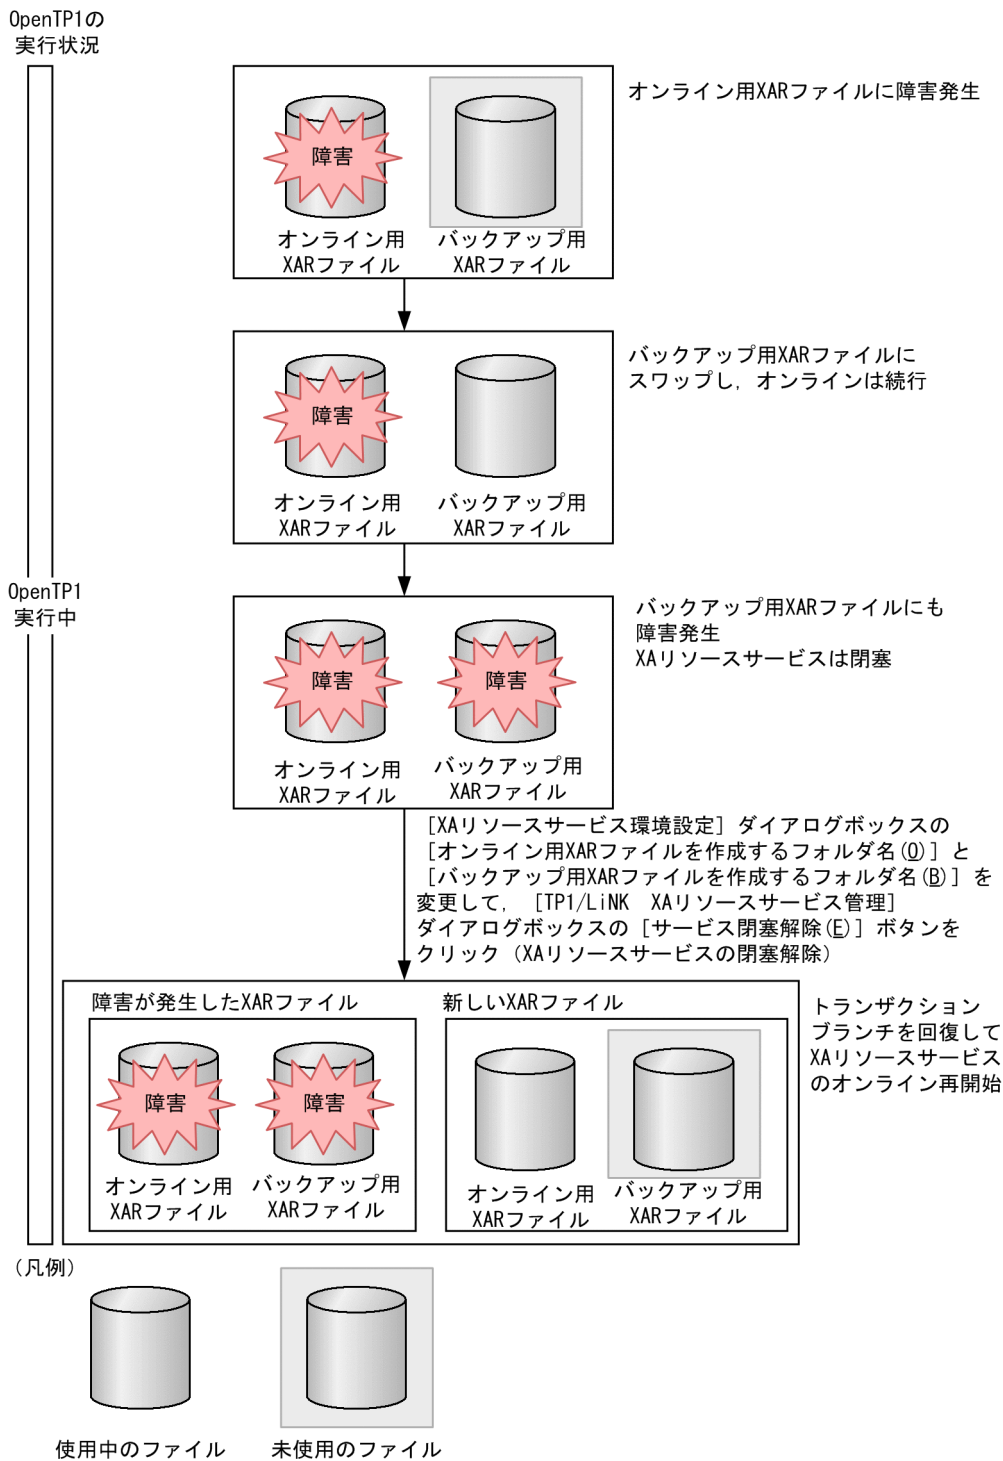 OpenTP1の
実行状況
オンライン用XARファイルに障害発生
障害
オンライン用
XARファイル
バックアップ用
XARファイル
バックアップ用XARファイルに
スワップし，オンラインは続行
障害
オンライン用
XARファイル
バックアップ用
XARファイル
OpenTP1
実行中
バックアップ用XARファイルにも
障害発生
XAリソースサービスは閉塞
障害
障害
オンライン用
XARファイル
バックアップ用
XARファイル
［XAリソースサービス環境設定］ダイアログボックスの
［オンライン用XARファイルを作成するフォルダ名(O)］と
［バックアップ用XARファイルを作成するフォルダ名(B)］を
変更して，［TP1/LiNK　XAリソースサービス管理］
ダイアログボックスの［サービス閉塞解除(E)］ボタンを
クリック（XAリソースサービスの閉塞解除）
障害が発生したXARファイル
新しいXARファイル
トランザクション
ブランチを回復して
XAリソースサービス
のオンライン再開始
障害
障害
オンライン用
XARファイル
バックアップ用
XARファイル
オンライン用
XARファイル
バックアップ用
XARファイル
（凡例）
使用中のファイル
未使用のファイル